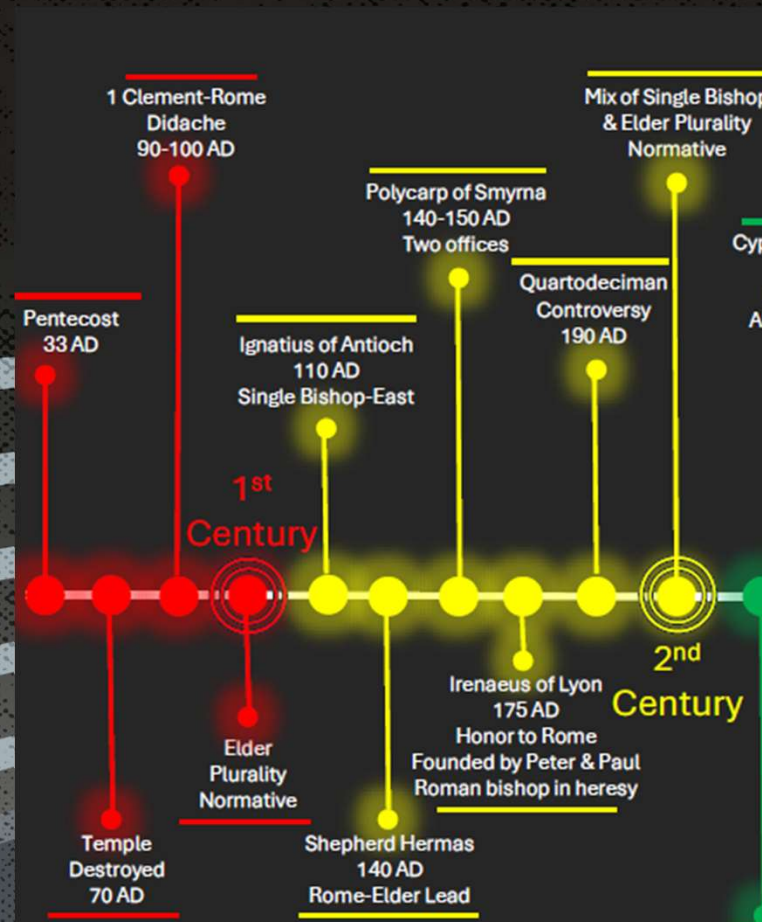 1 Clement-Rome
Didache
90-100 AD
Mix of Single Bishop
& Elder Plurality
Normative
Polycarp of Smyrna
140-150 AD
Two offices
Quartodeciman
Controversy
190 AD
Pentecost
33 AD
Ignatius of Antioch
110 AD
Single Bishop-East
1st
Century
2nd
Century
Irenaeus of Lyon
175 AD
Honor to Rome
Founded by Peter & Paul
Roman bishop in heresy
Elder
Plurality
Normative
Temple
Destroyed
70 AD
Shepherd Hermas
140 AD
Rome-Elder Lead